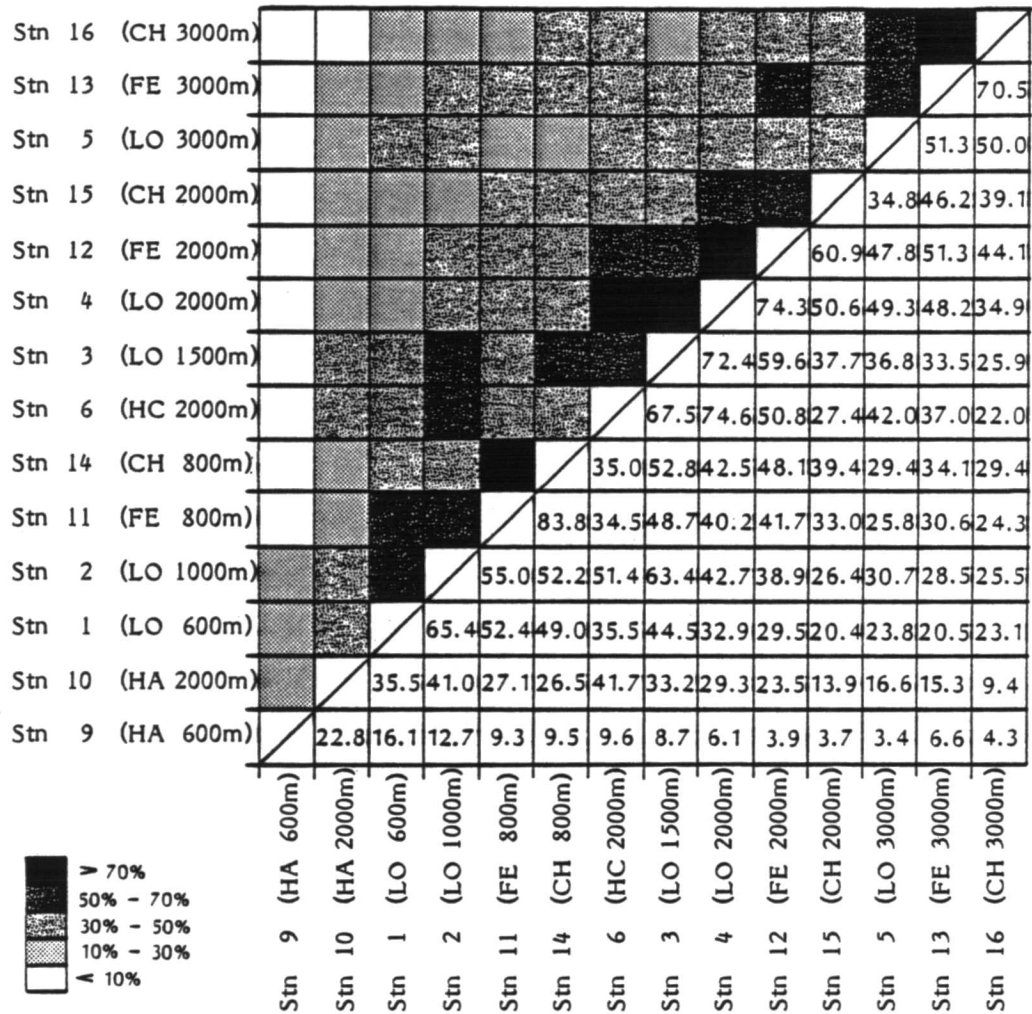 Stn 16 (CH 3000m)
Stn 13 (FE 3000m) 70.5
Stn 5 (LO 3000m) 51.3 50.0
Stn 15 (CH 2000m) 34.8 46.2 39.1
Stn 12 (FE 2000m) 60.9 47.8 51.3 44.1
Stn 4 (LO 2000m) 74.3 50.6 49.3 48.2 34.9
Stn 3 (LO 1500m) 72.4 59.6 37.7 36.8 33.5 25.9
Stn 6 (HC 2000m) 67.5 74.6 50.8 27.4 42.0 37.0 22.0
Stn 14 (CH 800m) 35.0 52.8 42.5 48.1 39.4 29.4 34.1 29.4
Stn 11 (FE 800m) 83.8 34.5 48.7 40.2 41.7 33.0 25.8 30.6 24.3
Stn 2 (LO 1000m) 55.0 52.2 51.4 63.4 42.7 38.9 26.4 30.7 28.5 25.5
Stn 1 (LO 600m) 65.4 52.4 49.0 35.5 44.5 32.9 29.5 20.4 23.8 20.5 23.1
Stn 10 (HA 2000m) 35.5 41.0 27.1 26.5 41.7 33.2 29.3 23.5 13.9 16.6 15.3 9.4
Stn 9 (HA 600m) 22.8 16.1 12.7 9.3 9.5 9.6 8.7 6.1 3.9 3.7 3.4 6.6 4.3
Stn 9 (HA 600m)
Stn 10 (HA 2000m)
Stn 1 (LO 600m)
Stn 2 (LO 1000m)
Stn 11 (FE 800m)
Stn 14 (CH 800m)
Stn 6 (HC 2000m)
Stn 3 (LO 1500m)
Stn 4 (LO 2000m)
Stn 12 (FE 2000m)
Stn 15 (CH 2000m)
Stn 5 (LO 3000m)
Stn 13 (FE 3000m)
Stn 16 (CH 3000m)
> 70%
50% - 70%
30% - 50%
10% - 30%
< 10%